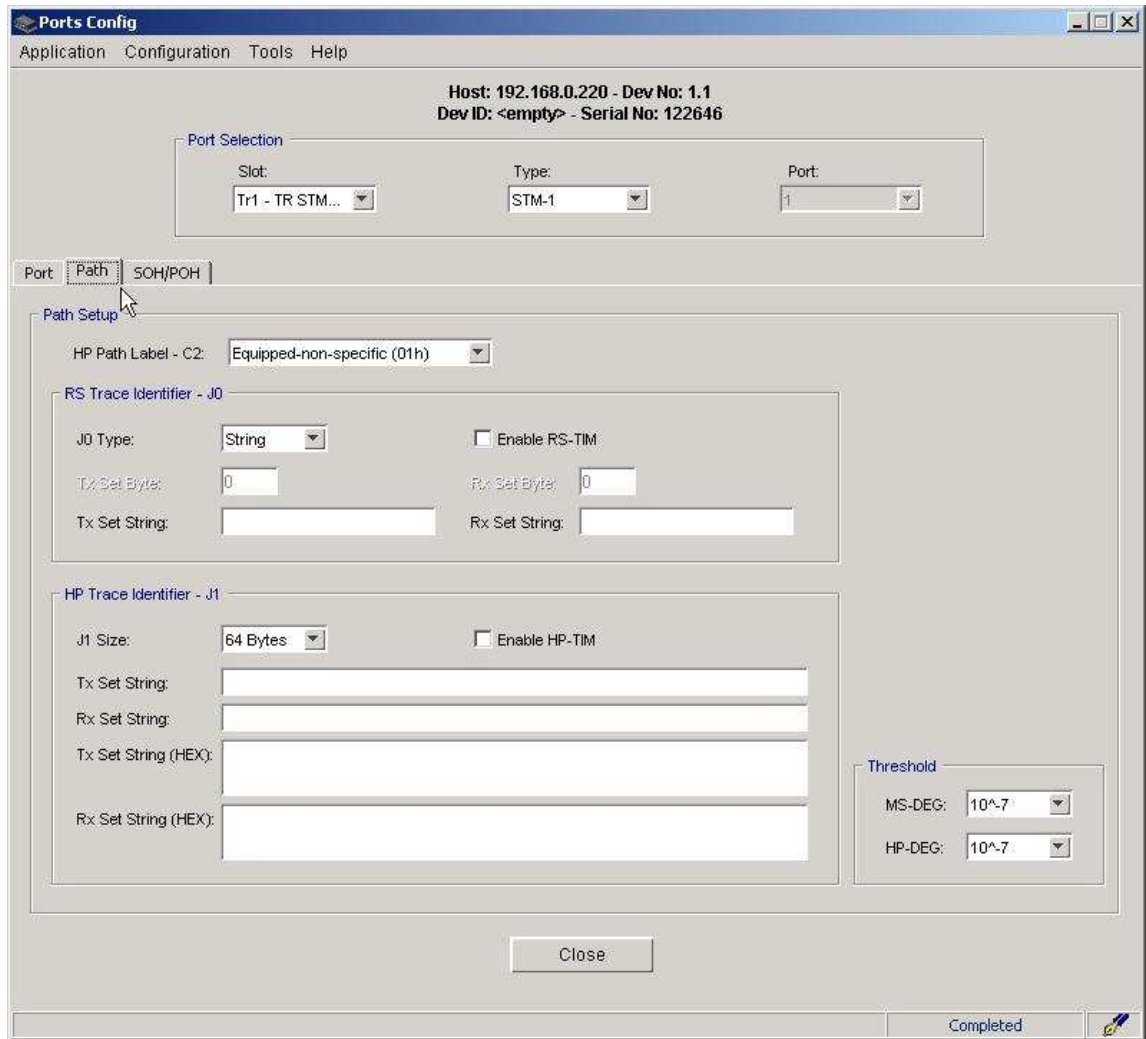 Ports Config
Application Configuration Tools Help
Host: 192.168.0.220 - Dev No: 1.1
Dev ID: <empty> - Serial No: 122646
Port Selection
Slot: Type: Port:
Tr1 - TR STM... STM-1 1
Port Path SOH/POH
Path Setup
HP Path Label - C2: Equipped-non-specific (01h)
RS Trace Identifier - J0
J0 Type: String Enable RS-TIM
Tx Set Byte: 0 Rx Set Byte: 0
Tx Set String: Rx Set String:
HP Trace Identifier - J1
J1 Size: 64 Bytes Enable HP-TIM
Tx Set String:
Rx Set String:
Tx Set String (HEX):
Rx Set String (HEX):
Threshold
MS-DEG: 10^-7
HP-DEG: 10^-7
Close
Completed